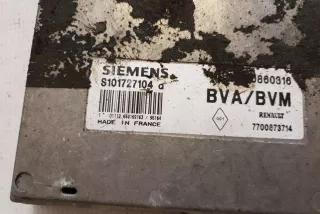 SIEMENS
S101727104 a
BVA/BVM
RENAULT
7700873714
MADE IN FRANCE